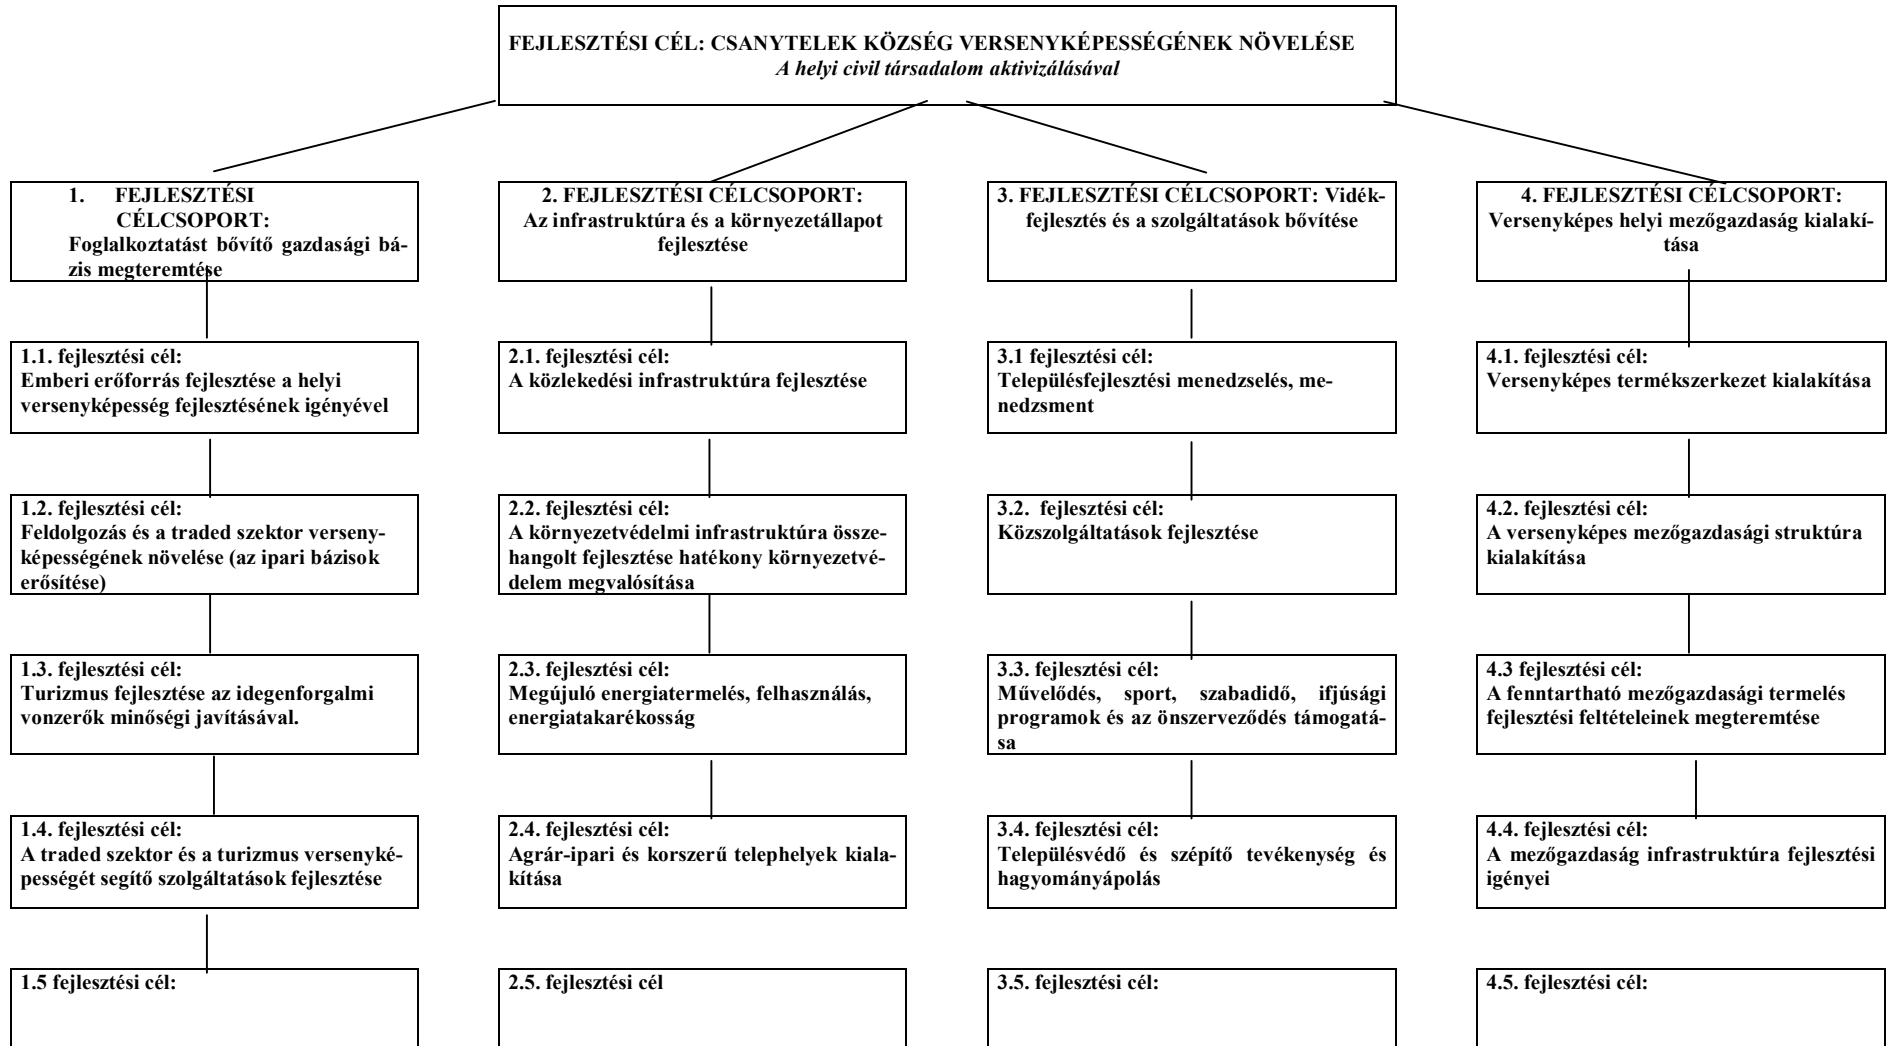 FEJLESZTÉSI CÉL: CSANYTELEK KÖZSÉG VERSENYKÉPESSÉGÉNEK NÖVELÉSE
A helyi civil társadalom aktivizálásával
1. FEJLESZTÉSI
CÉLCSOPORT:
Foglalkoztatást bővítő gazdasági bá-
zis megteremtése
2. FEJLESZTÉSI CÉLCSOPORT:
Az infrastruktúra és a környezetállapot
fejlesztése
3. FEJLESZTÉSI CÉLCSOPORT: Vidék-
fejlesztés és a szolgáltatások bővítése
4. FEJLESZTÉSI CÉLCSOPORT:
Versenyképes helyi mezőgazdaság kialakí-
tása
1.1. fejlesztési cél:
Emberi erőforrás fejlesztése a helyi
versenyképesség fejlesztésének igényével
2.1. fejlesztési cél:
A közlekedési infrastruktúra fejlesztése
3.1 fejlesztési cél:
Településfejlesztési menedzselés, me-
nedzsment
4.1. fejlesztési cél:
Versenyképes termékszerkezet kialakítása
1.2. fejlesztési cél:
Feldolgozás és a traded szektor verseny-
képességének növelése (az ipari bázisok
erősítése)
2.2. fejlesztési cél:
A környezetvédelmi infrastruktúra össze-
hangolt fejlesztése hatékony környezetvé-
delem megvalósítása
3.2. fejlesztési cél:
Közszolgáltatások fejlesztése
4.2. fejlesztési cél:
A versenyképes mezőgazdasági struktúra
kialakítása
1.3. fejlesztési cél:
Turizmus fejlesztése az idegenforgalmi
vonzerők minőségi javításával.
2.3. fejlesztési cél:
Megújuló energiatermelés, felhasználás,
energiatakarékosság
3.3. fejlesztési cél:
Művelődés, sport, szabadidő, ifjúsági
programok és az önszerveződés támogatá-
sa
4.3 fejlesztési cél:
A fenntartható mezőgazdasági termelés
fejlesztési feltételeinek megteremtése
1.4. fejlesztési cél:
A traded szektor és a turizmus versenyké-
pességét segítő szolgáltatások fejlesztése
2.4. fejlesztési cél:
Agrár-ipari és korszerű telephelyek kiala-
kítása
3.4. fejlesztési cél:
Településvédő és szépítő tevékenység és
hagyományápolás
4.4. fejlesztési cél:
A mezőgazdaság infrastruktúra fejlesztési
igényei
1.5 fejlesztési cél:
2.5. fejlesztési cél
3.5. fejlesztési cél:
4.5. fejlesztési cél: